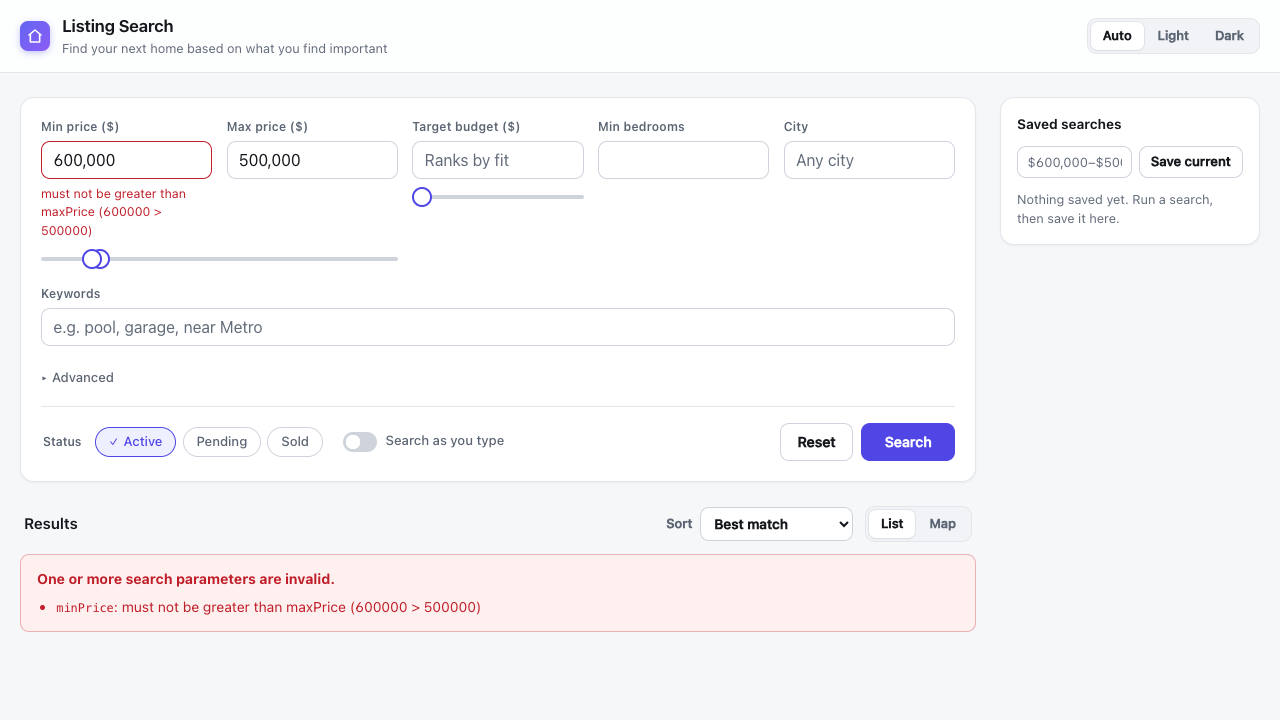 Listing Search
Find your next home based on what you find important
Auto Light Dark
Min price ($)
600,000
must not be greater than
maxPrice (600000 >
500000)
Max price ($)
500,000
Target budget ($)
Ranks by fit
Min bedrooms
City
Any city
Keywords
e.g. pool, garage, near Metro
▸ Advanced
Status ✓ Active Pending Sold Search as you type Reset Search
Saved searches
$600,000–$50 Save current
Nothing saved yet. Run a search,
then save it here.
Results
Sort Best match List Map
One or more search parameters are invalid.
• minPrice: must not be greater than maxPrice (600000 > 500000)